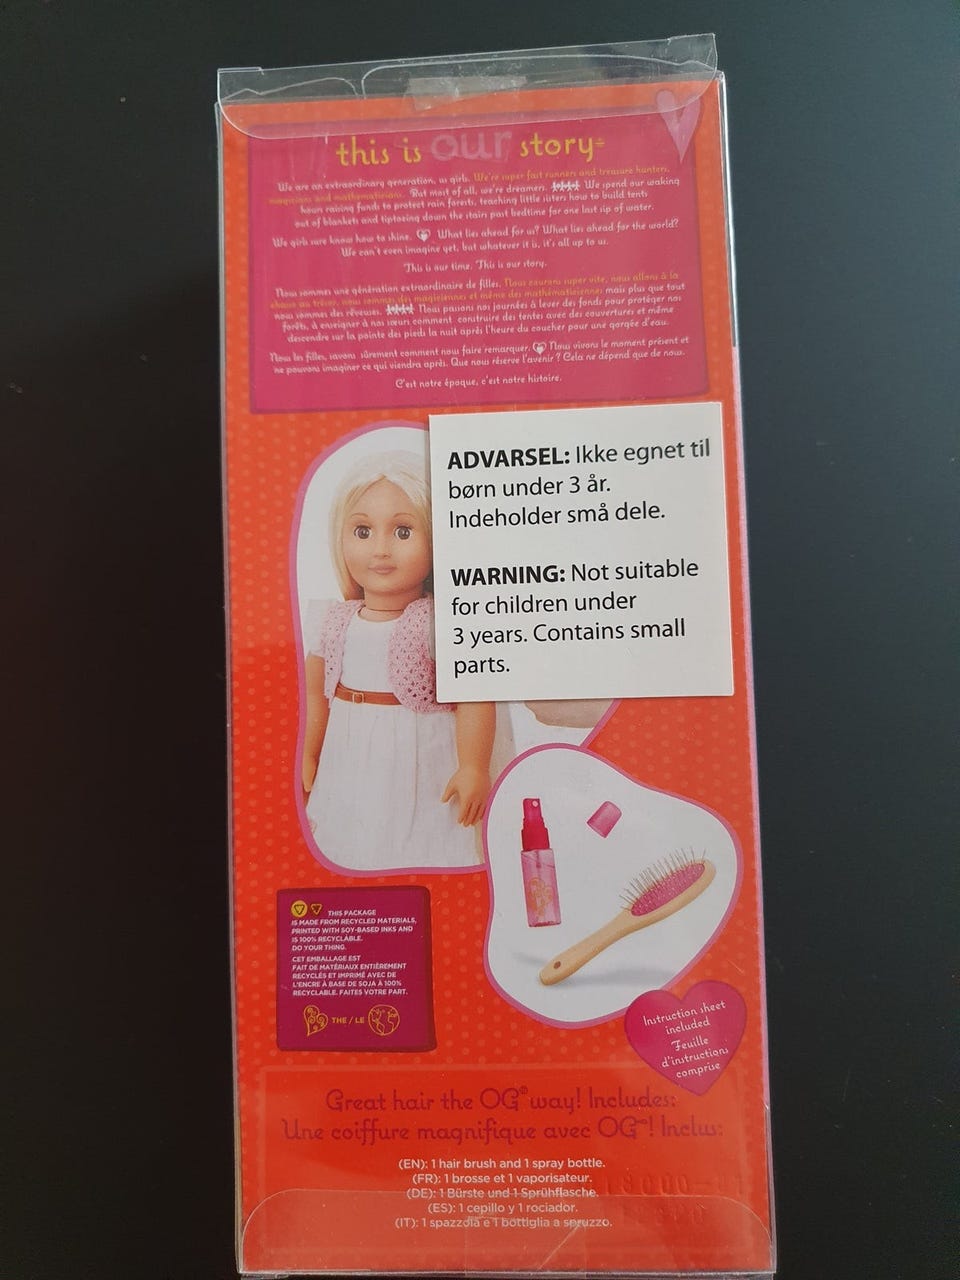 this is our story
We are an extraordinary generation, us girls. We're super fast runners and treasure hunters,
magicians and mathematicians. But most of all, we're dreamers. We spend our waking
hours raising funds to protect rain forests, teaching little sisters how to build tents
out of blankets and tiptoeing down the stairs past bedtime for one last sip of water.
We girls sure know how to shine. What lies ahead for us? What lies ahead for the world?
We can't even imagine yet, but whatever it is, it's all up to us.
This is our time. This is our story.
Nous sommes une génération extraordinaire de filles. Nous courons super vite, nous allons à la
chasse au trésor, nous sommes des magiciennes et même des mathématiciennes mais plus que tout
nous sommes des rêveuses. Nous passons nos journées à lever des fonds pour protéger nos
forêts, à enseigner à nos sœurs comment construire des tentes avec des couvertures et même
descendre sur la pointe des pieds la nuit après l'heure du coucher pour une gorgée d'eau.
Nous les filles, savons sûrement comment nous faire remarquer. Nous vivons le moment présent et
ne pouvons imaginer ce qui viendra après. Que nous réserve l'avenir ? Cela ne dépend que de nous.
C'est notre époque, c'est notre histoire.
ADVARSEL: Ikke egnet til
børn under 3 år.
Indeholder små dele.
WARNING: Not suitable
for children under
3 years. Contains small
parts.
THIS PACKAGE
IS MADE FROM RECYCLED MATERIALS,
PRINTED WITH SOY-BASED INKS AND
IS 100% RECYCLABLE.
DO YOUR THING.
CET EMBALLAGE EST
FAIT DE MATÉRIAUX ENTIÈREMENT
RECYCLÉS ET IMPRIMÉ AVEC DE
L'ENCRE À BASE DE SOJA À 100%
RECYCLABLE. FAITES VOTRE PART.
THE / LE
Instruction sheet
included
Feuille
d'instructions
comprise
Great hair the OG® way! Includes:
Une coiffure magnifique avec OG™! Inclus:
(EN): 1 hair brush and 1 spray bottle.
(FR): 1 brosse et 1 vaporisateur.
(DE): 1 Bürste und 1 Sprühflasche.
(ES): 1 cepillo y 1 rociador.
(IT): 1 spazzola e 1 bottiglia a spruzzo.